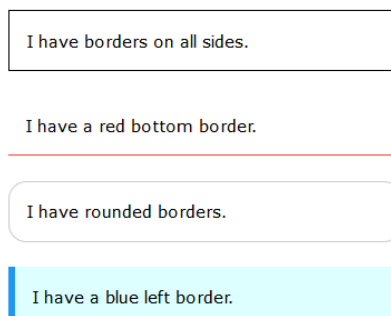 I have borders on all sides.
I have a red bottom border.
I have rounded borders.
I have a blue left border.